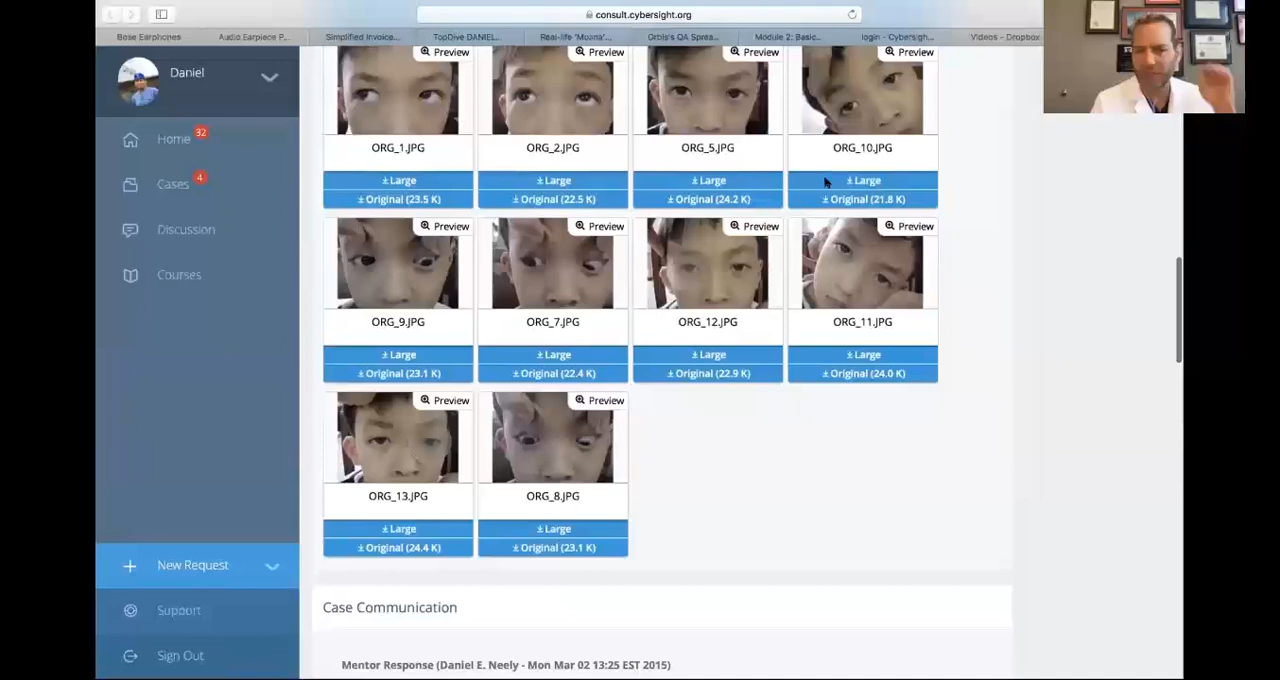 consult.cybersight.org
Bose Earphones
Audio Earpiece P...
Simplified Invoice...
TopDive DANIEL...
Real-life 'Moana'...
Orbis's QA Sprea...
Module 2: Basic...
login - Cybersigh...
Videos - Dropbox
Daniel
Home 32
Cases 4
Discussion
Courses
New Request
Support
Sign Out
Preview
Preview
Preview
Preview
ORG_1.JPG
ORG_2.JPG
ORG_5.JPG
ORG_10.JPG
Large
Large
Large
Large
Original (23.5 K)
Original (22.5 K)
Original (24.2 K)
Original (21.8 K)
Preview
Preview
Preview
Preview
ORG_9.JPG
ORG_7.JPG
ORG_12.JPG
ORG_11.JPG
Large
Large
Large
Large
Original (23.1 K)
Original (22.4 K)
Original (22.9 K)
Original (24.0 K)
Preview
Preview
ORG_13.JPG
ORG_8.JPG
Large
Large
Original (24.4 K)
Original (23.1 K)
Case Communication
Mentor Response (Daniel E. Neely - Mon Mar 02 13:25 EST 2015)